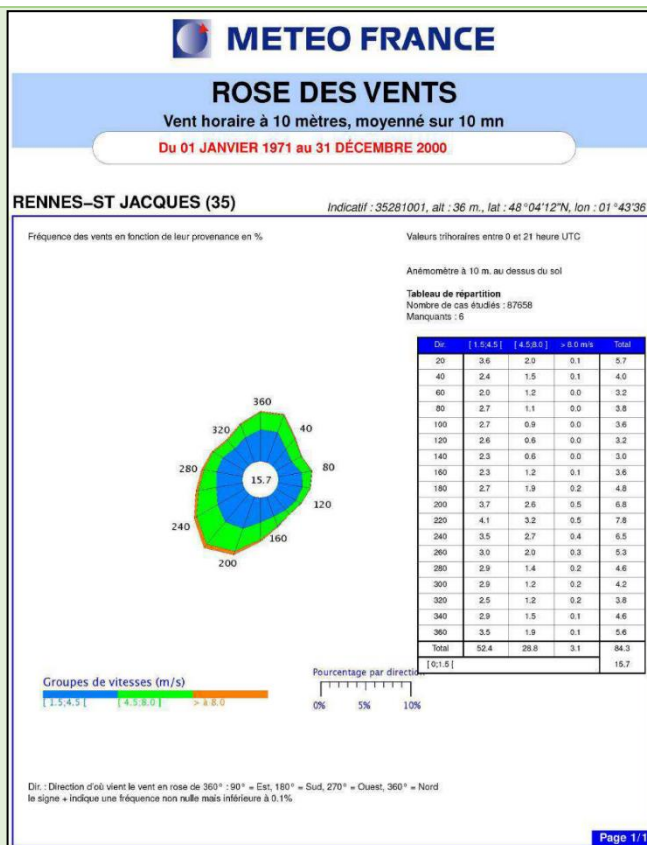 METEO FRANCE
ROSE DES VENTS
Vent horaire à 10 mètres, moyenné sur 10 mn
Du 01 JANVIER 1971 au 31 DÉCEMBRE 2000
RENNES–ST JACQUES (35)
Indicatif : 35281001, alt : 36 m., lat : 48°04'12"N, lon : 01°43'36
Fréquence des vents en fonction de leur provenance en %
Valeurs trihoraires entre 0 et 21 heure UTC
Anémomètre à 10 m. au dessus du sol
Tableau de répartition
Nombre de cas étudiés : 87658
Manquants : 6
Dir. [ 1.5;4.5 [ [ 4.5;8.0 ] > 8.0 m/s Total
20 3.6 2.0 0.1 5.7
40 2.4 1.5 0.1 4.0
60 2.0 1.2 0.0 3.2
80 2.7 1.1 0.0 3.8
100 2.7 0.9 0.0 3.6
120 2.6 0.6 0.0 3.2
140 2.3 0.6 0.0 3.0
160 2.3 1.2 0.1 3.6
180 2.7 1.9 0.2 4.8
200 3.7 2.6 0.5 6.8
220 4.1 3.2 0.5 7.8
240 3.5 2.7 0.4 6.5
260 3.0 2.0 0.3 5.3
280 2.9 1.4 0.2 4.6
300 2.9 1.2 0.2 4.2
320 2.5 1.2 0.2 3.8
340 2.9 1.5 0.1 4.6
360 3.5 1.9 0.1 5.6
Total 52.4 28.8 3.1 84.3
[ 0;1.5 [ 15.7
360
320 40
280 80
15.7
120
240 160
200
Groupes de vitesses (m/s)
[ 1.5;4.5 [ [ 4.5;8.0 ] > à 8.0
Pourcentage par direction
0% 5% 10%
Dir. : Direction d'où vient le vent en rose de 360° : 90° = Est, 180° = Sud, 270° = Ouest, 360° = Nord
le signe + indique une fréquence non nulle mais inférieure à 0.1%
Page 1/1